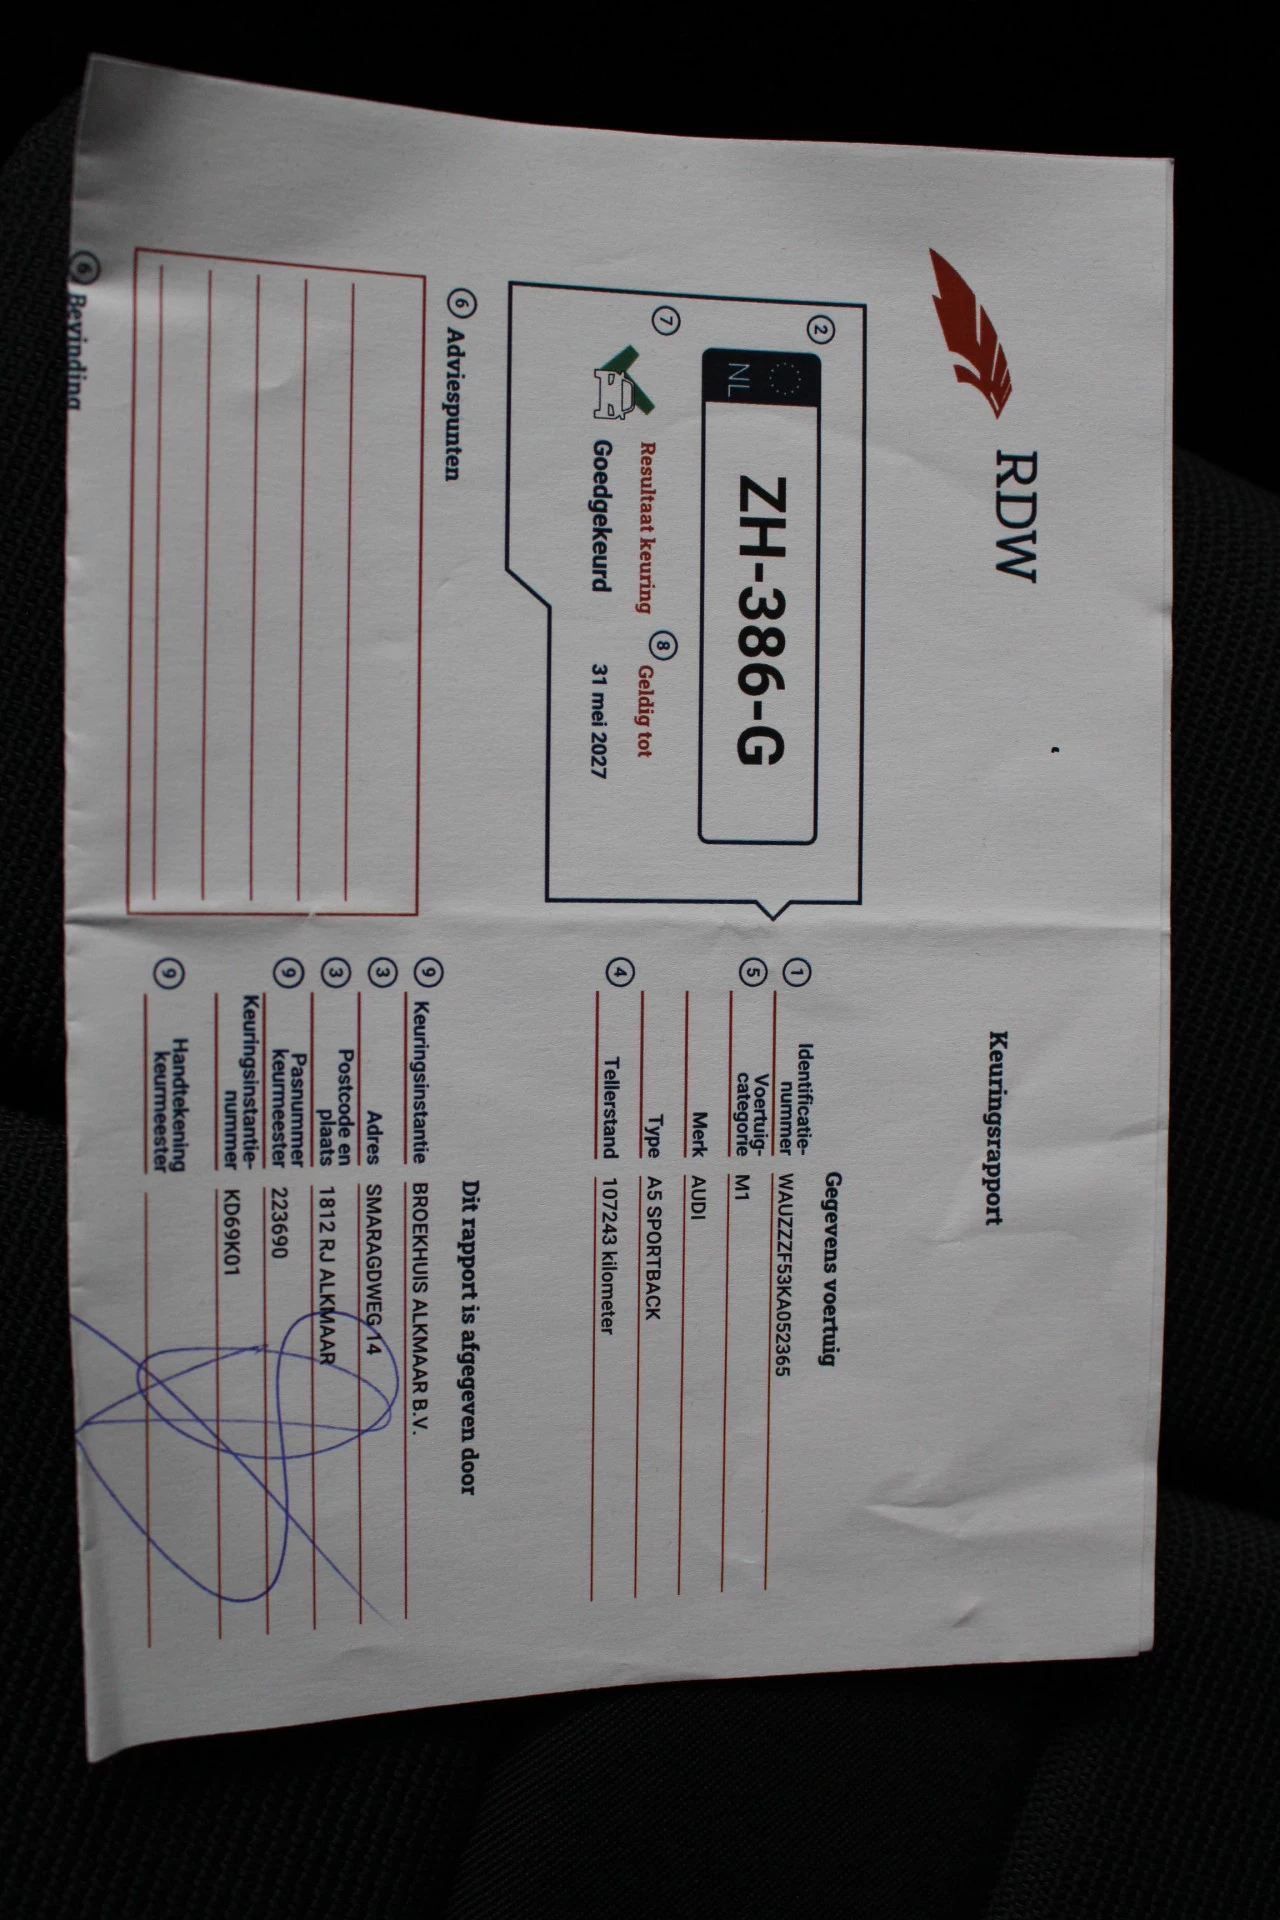 RDW
Keuringsrapport
2
NL
ZH-386-G
7 Resultaat keuring
Goedgekeurd
8 Geldig tot
31 mei 2027
Gegevens voertuig
1 Identificatie-
nummer WAUZZZF53KA052365
5 Voertuig-
categorie M1
Merk AUDI
Type A5 SPORTBACK
4 Tellerstand 107243 kilometer
6 Adviespunten
Dit rapport is afgegeven door
9 Keuringsinstantie BROEKHUIS ALKMAAR B.V.
3 Adres SMARAGDWEG 14
3 Postcode en
plaats 1812 RJ ALKMAAR
9 Pasnummer
keurmeester 223690
Keuringsinstantie-
nummer KD69K01
9 Handtekening
keurmeester
6 Bevinding